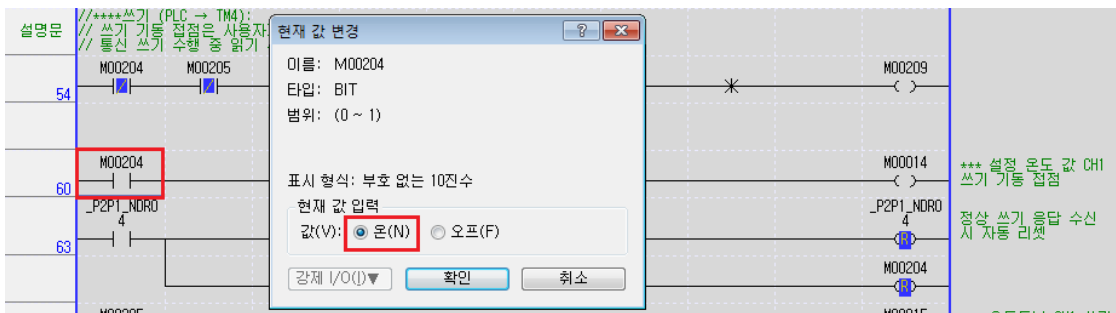 설명문
//****쓰기 (PLC → TM4):
// 쓰기 기동 접점은 사용자
// 통신 쓰기 수행 중 읽기
현재 값 변경
이름: M00204
타입: BIT
범위: (0 ~ 1)
표시 형식: 부호 없는 10진수
현재 값 입력
값(V): 온(N) 오프(F)
강제 I/O(J)▼ 확인 취소
M00204 M00205 M00209
54
M00204 M00014
60
*** 설정 온도 값 CH1
쓰기 기동 접점
_P2P1_NDR0
4
63
_P2P1_NDR0
4
R
정상 쓰기 응답 수신
시 자동 리셋
M00204
R